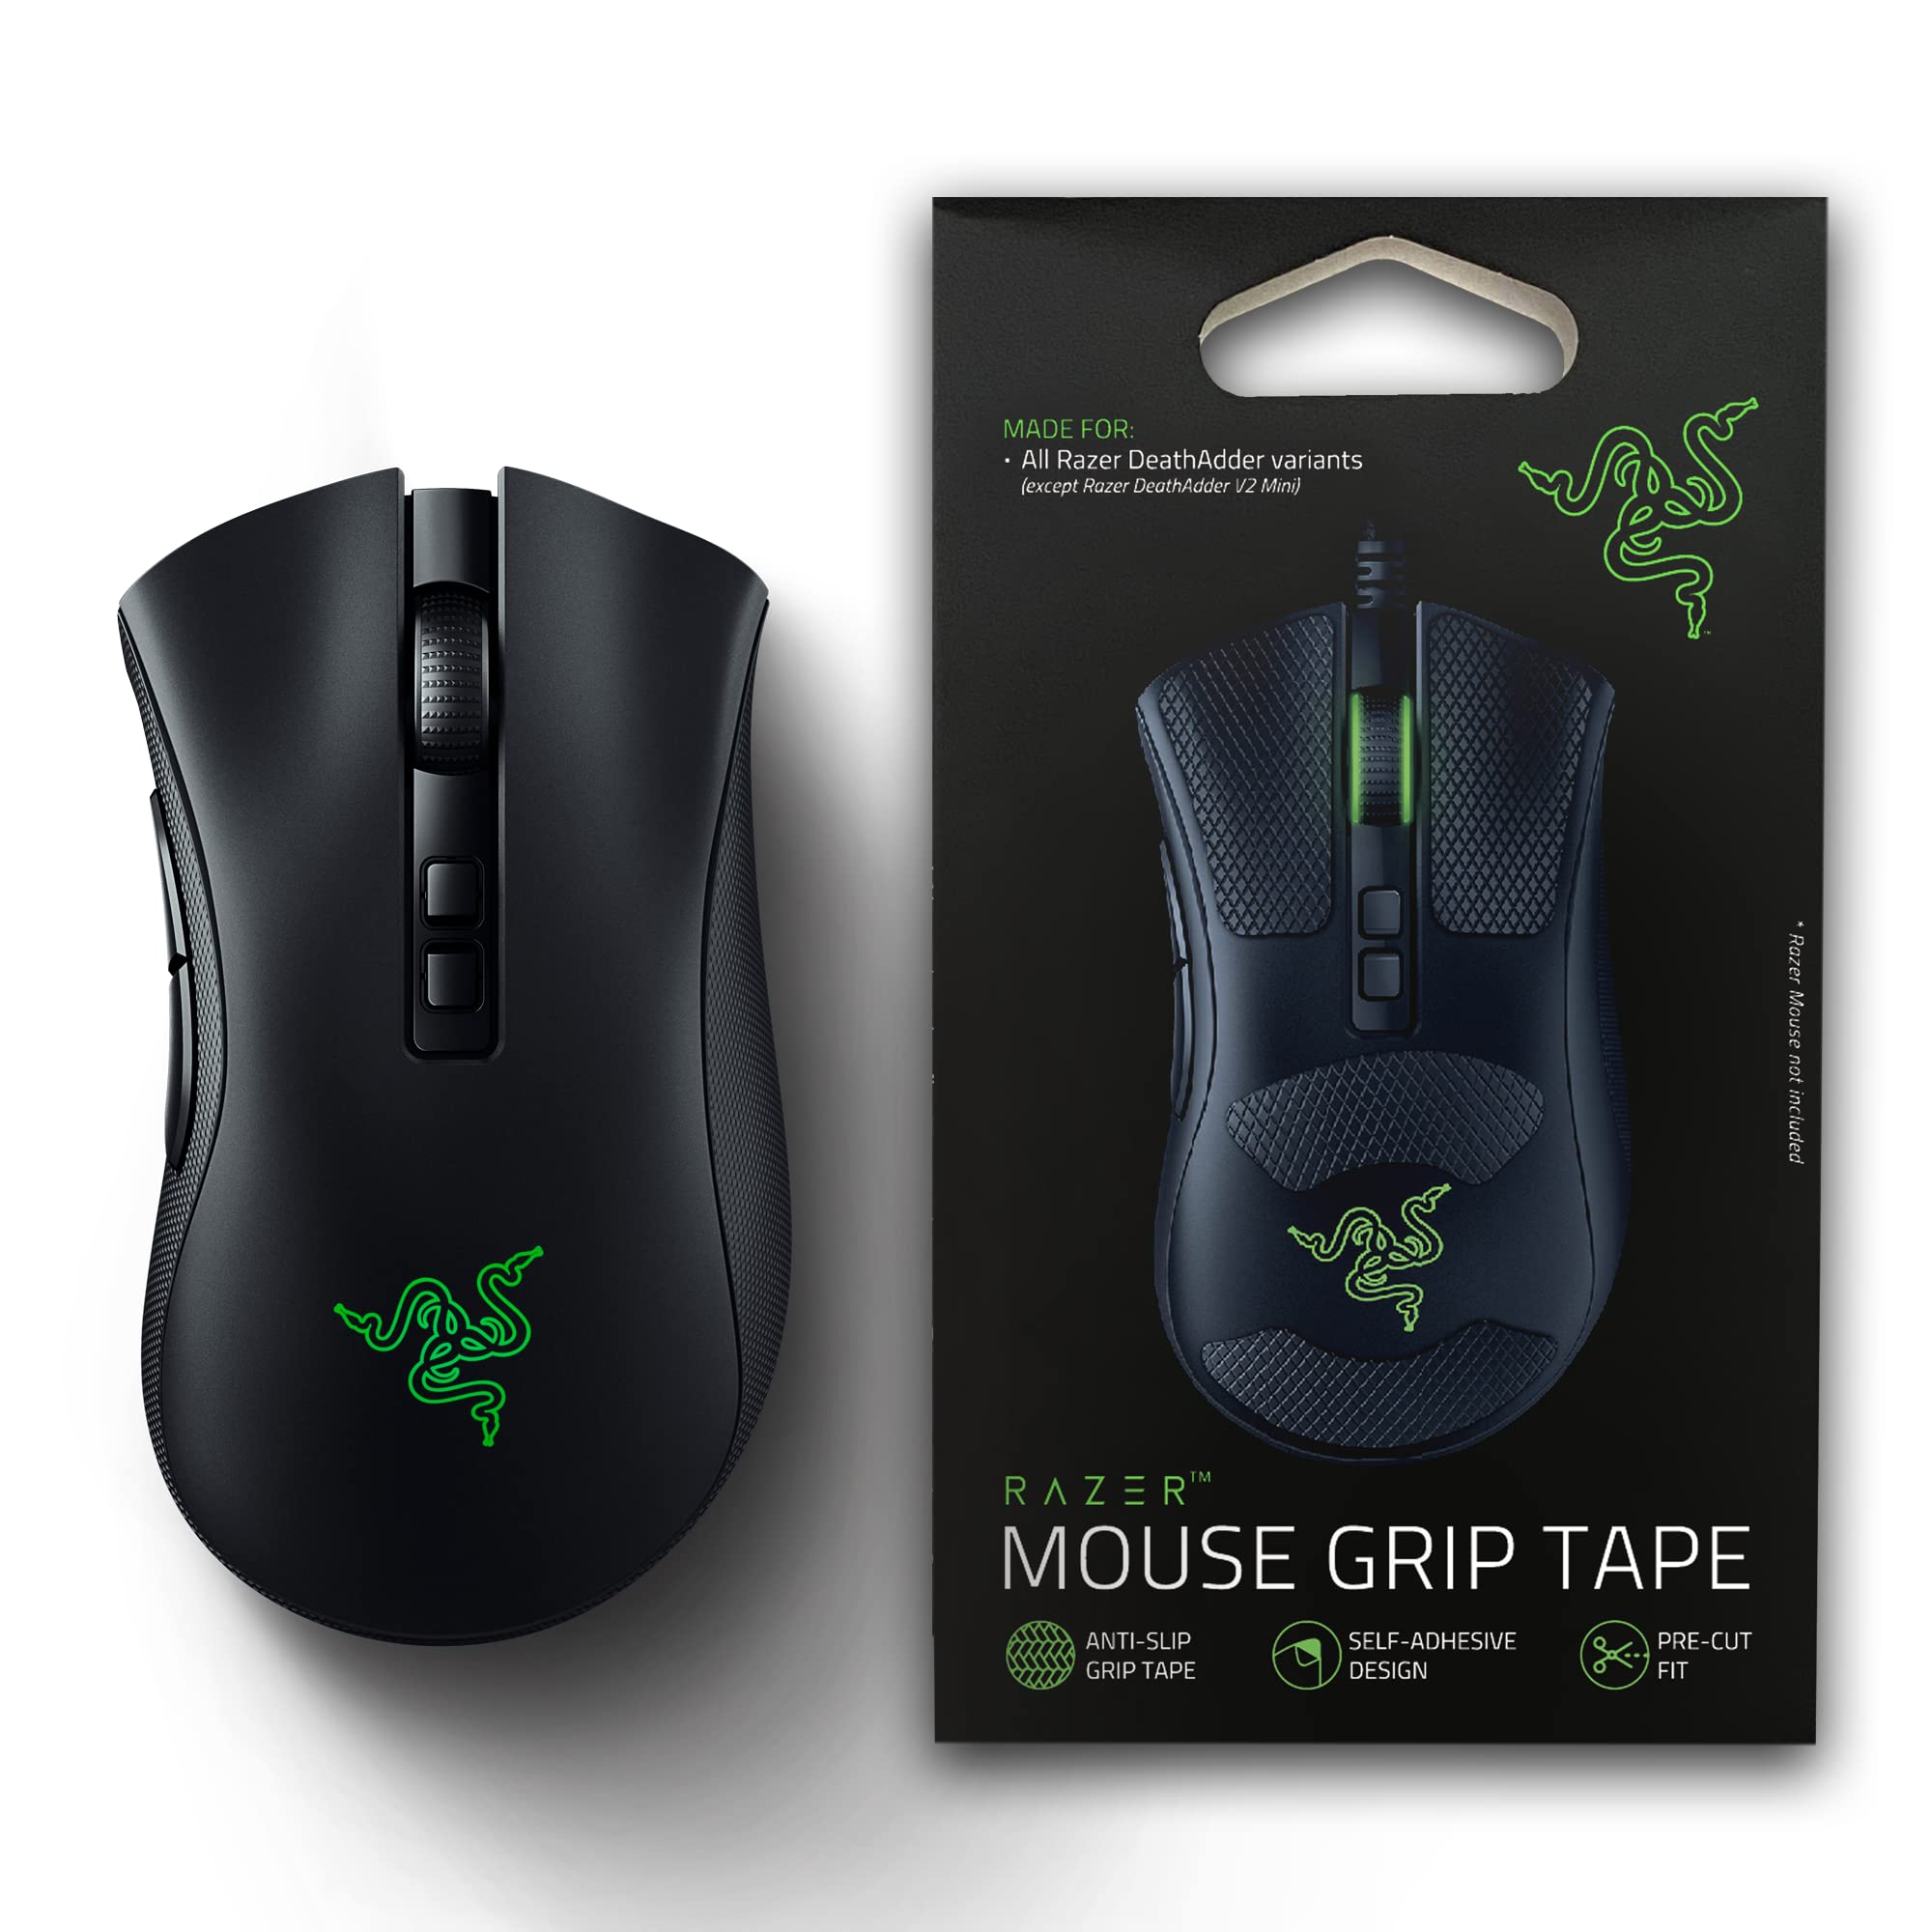 MADE FOR:
· All Razer DeathAdder variants
(except Razer DeathAdder V2 Mini)
* Razer Mouse not included
RAZER™
MOUSE GRIP TAPE
ANTI-SLIP
GRIP TAPE
SELF-ADHESIVE
DESIGN
PRE-CUT
FIT